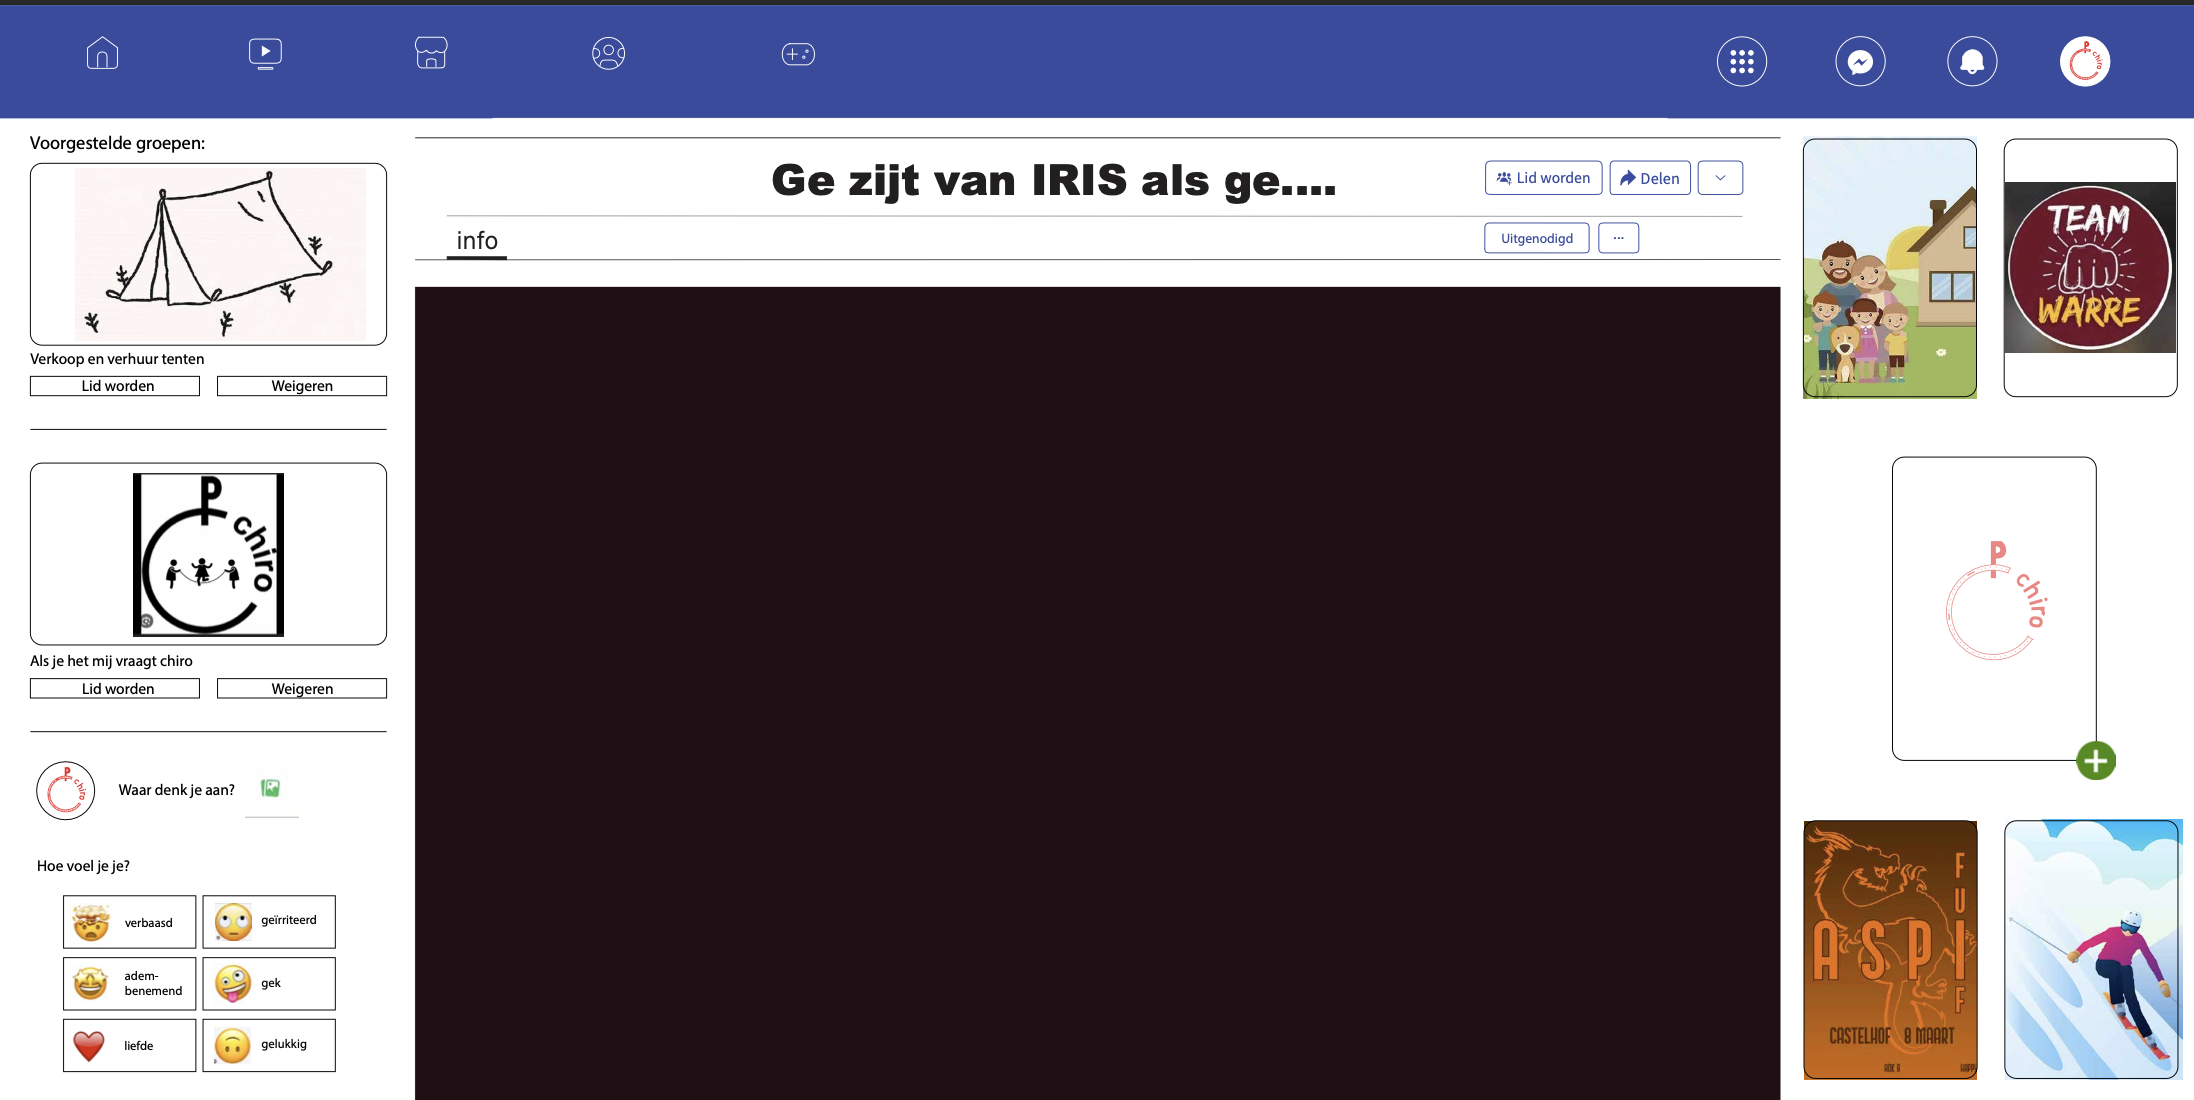 Voorgestelde groepen:
Verkoop en verhuur tenten
Lid worden
Weigeren
P chiro
Als je het mij vraagt chiro
Lid worden
Weigeren
P chiro
Waar denk je aan?
Hoe voel je je?
verbaasd
geïrriteerd
adem-
benemend
gek
liefde
gelukkig
Ge zijt van IRIS als ge....
Lid worden
Delen
info
Uitgenodigd
...
P chiro
TEAM
WARRE
P chiro
ASPI
FUIF
CASTELHOF 8 MAART